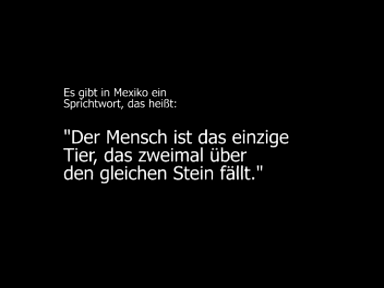 Es gibt in Mexiko ein
Sprichtwort, das heißt:
"Der Mensch ist das einzige
Tier, das zweimal über
den gleichen Stein fällt."